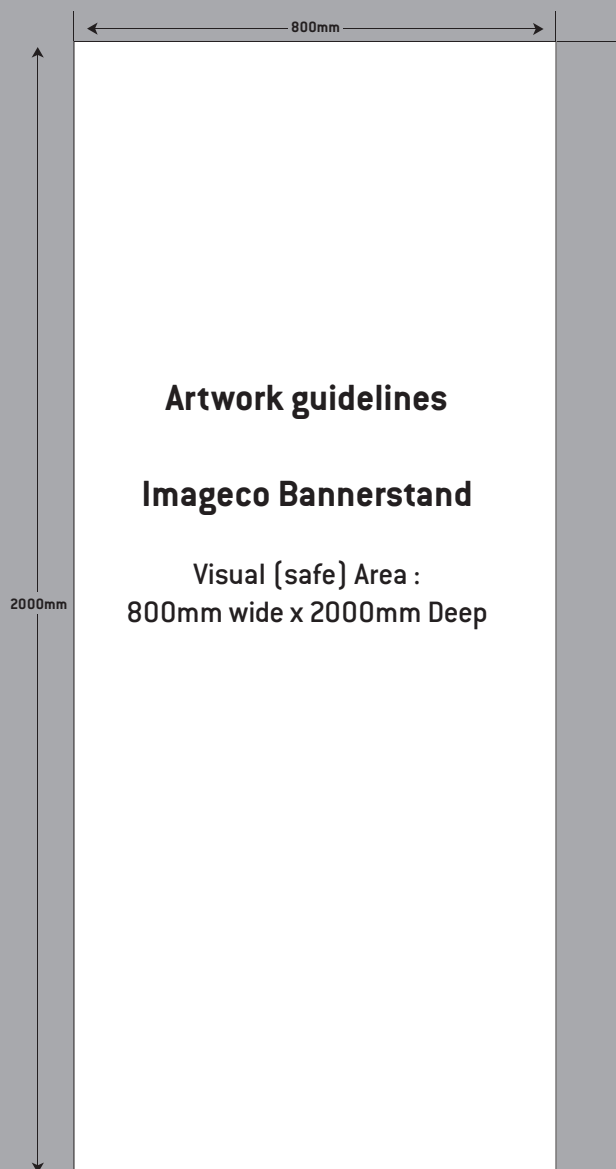 800mm
Artwork guidelines
Imageco Bannerstand
Visual (safe) Area :
2000mm
800mm wide x 2000mm Deep